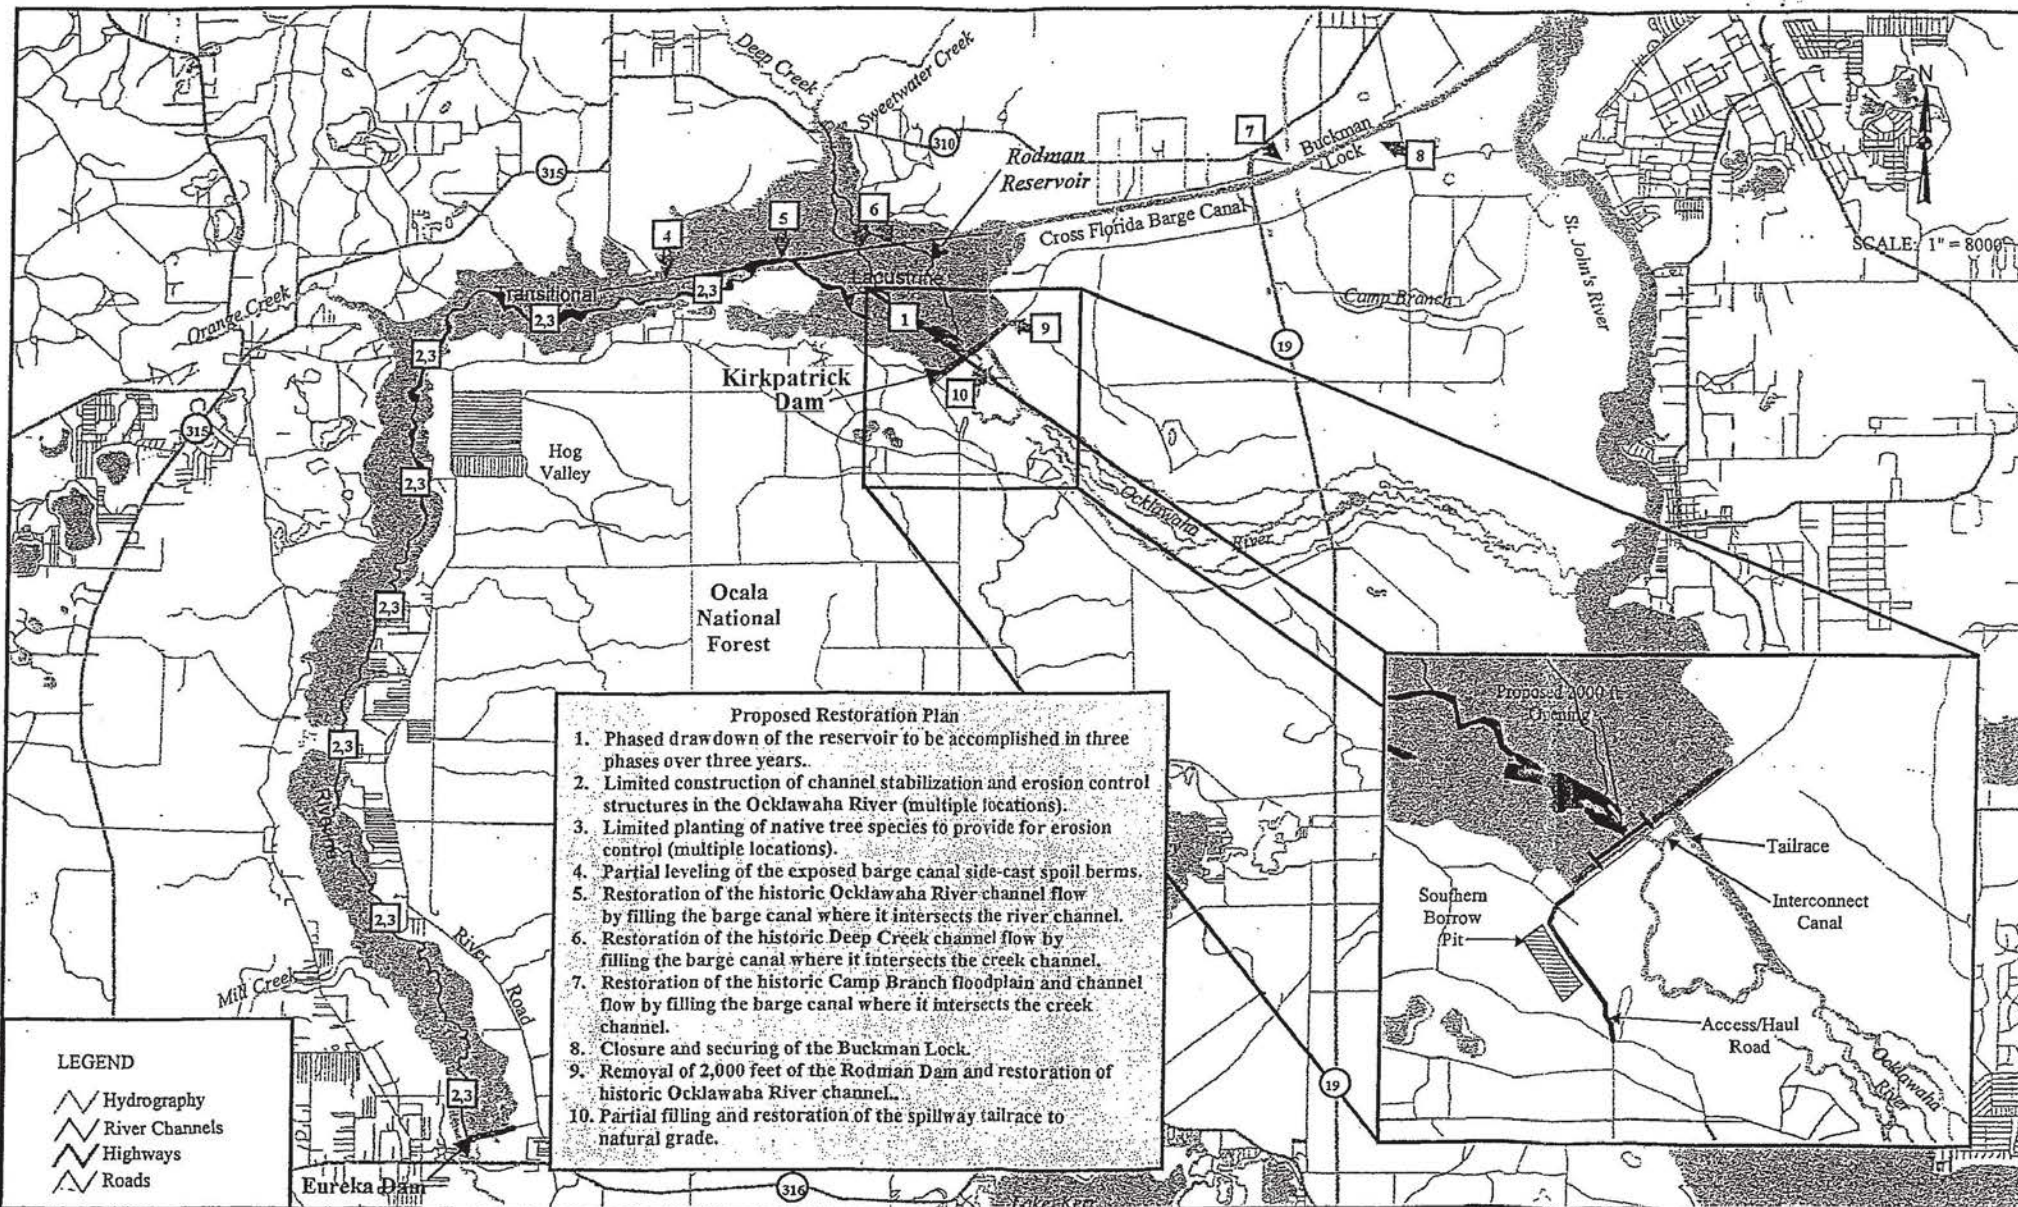 Deep Creek
Sweetwater Creek
310
Rodman
Reservoir
7
Buckman
Lock
8
N
SCALE: 1" = 8000 ft
315
4
5
6
Cross Florida Barge Canal
St. John's River
Orange Creek
Transitional
2,3
2,3
Lacustrine
1
9
Camp Branch
19
2,3
Kirkpatrick
Dam
10
315
Hog
Valley
2,3
Ocklawaha
River
2,3
Ocala
National
Forest
2,3
Riverine
2,3
River
Road
Mill Creek
2,3
Eureka Dam
316
19
Proposed Restoration Plan
1. Phased drawdown of the reservoir to be accomplished in three
phases over three years..
2. Limited construction of channel stabilization and erosion control
structures in the Ocklawaha River (multiple locations).
3. Limited planting of native tree species to provide for erosion
control (multiple locations).
4. Partial leveling of the exposed barge canal side-cast spoil berms.
5. Restoration of the historic Ocklawaha River channel flow
by filling the barge canal where it intersects the river channel.
6. Restoration of the historic Deep Creek channel flow by
filling the barge canal where it intersects the creek channel.
7. Restoration of the historic Camp Branch floodplain and channel
flow by filling the barge canal where it intersects the creek
channel.
8. Closure and securing of the Buckman Lock.
9. Removal of 2,000 feet of the Rodman Dam and restoration of
historic Ocklawaha River channel..
10. Partial filling and restoration of the spillway tailrace to
natural grade.
Proposed 2000 ft.
Opening
Tailrace
Interconnect
Canal
Southern
Borrow
Pit
Access/Haul
Road
Ocklawaha
River
LEGEND
Hydrography
River Channels
Highways
Roads